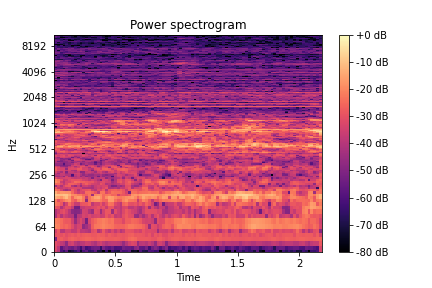 Power spectrogram
8192
4096
2048
1024
512
256
128
64
0
Hz
0
0.5
1
1.5
2
Time
+0 dB
-10 dB
-20 dB
-30 dB
-40 dB
-50 dB
-60 dB
-70 dB
-80 dB